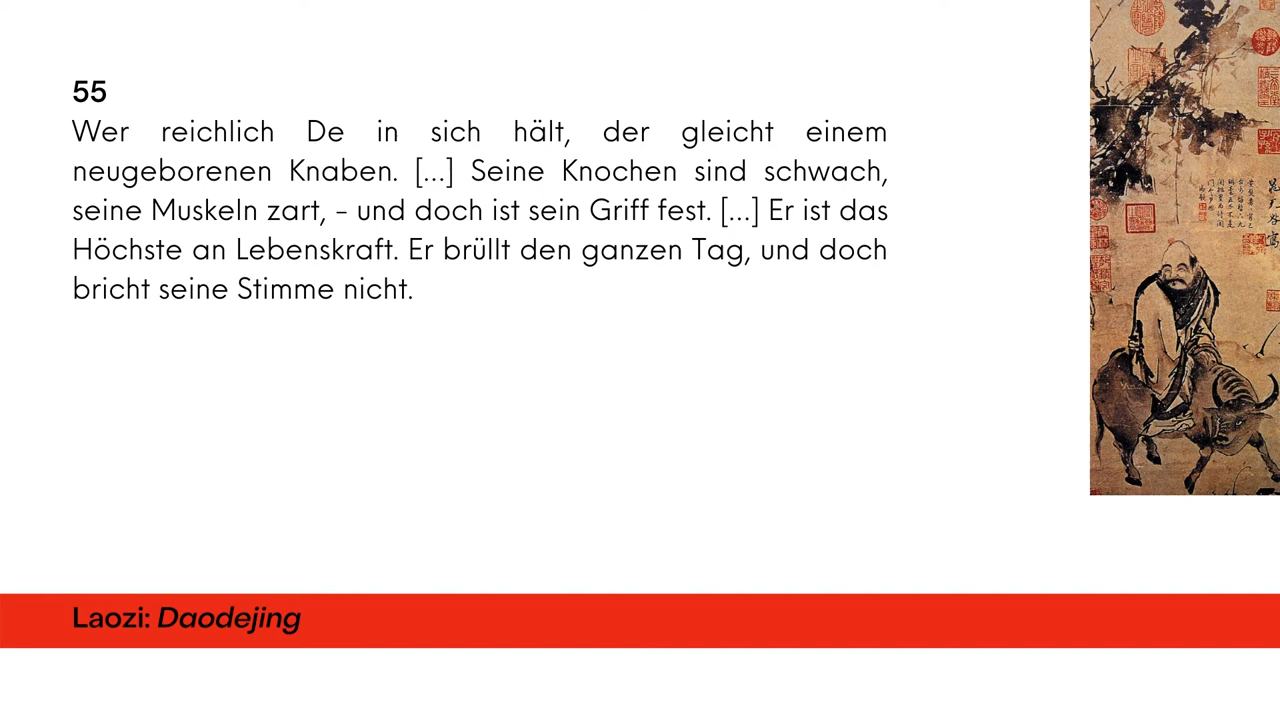 55
Wer reichlich De in sich hält, der gleicht einem
neugeborenen Knaben. [...] Seine Knochen sind schwach,
seine Muskeln zart, – und doch ist sein Griff fest. [...] Er ist das
Höchste an Lebenskraft. Er brüllt den ganzen Tag, und doch
bricht seine Stimme nicht.
Laozi: Daodejing